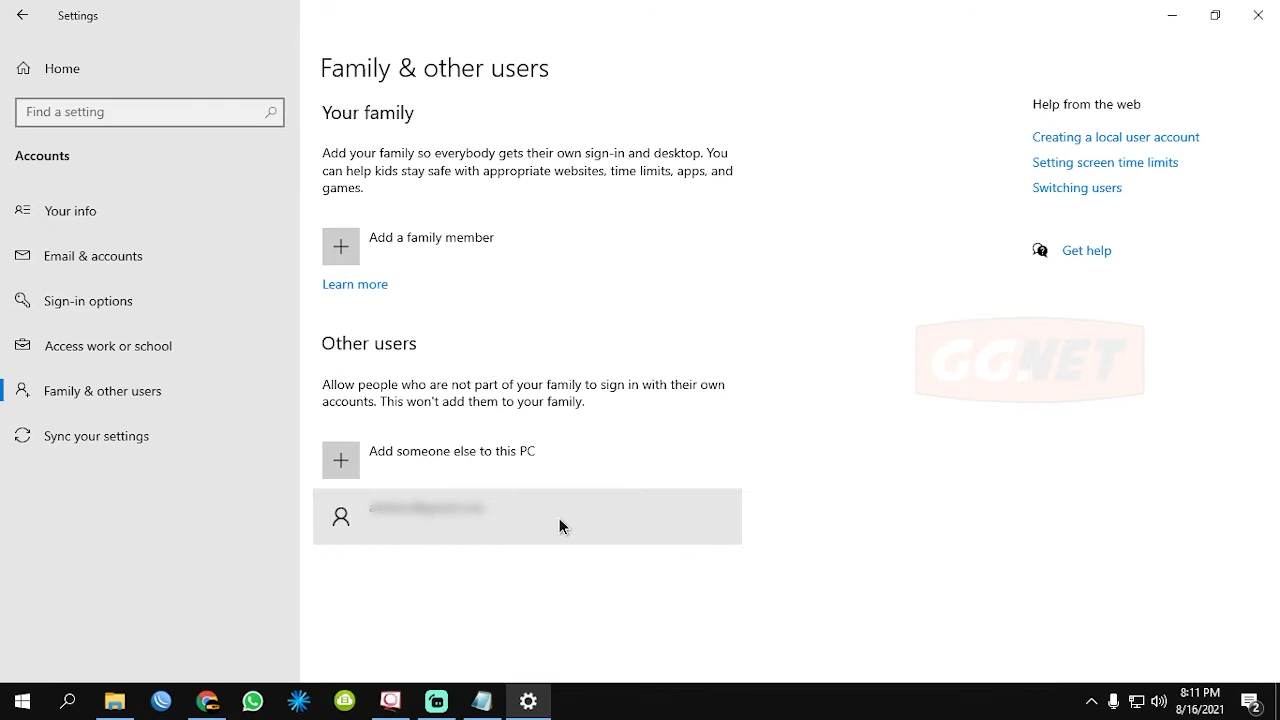 Settings
Home
Find a setting
Accounts
Your info
Email & accounts
Sign-in options
Access work or school
Family & other users
Sync your settings
Family & other users
Your family
Add your family so everybody gets their own sign-in and desktop. You
can help kids stay safe with appropriate websites, time limits, apps, and
games.
Add a family member
Learn more
Other users
Allow people who are not part of your family to sign in with their own
accounts. This won't add them to your family.
Add someone else to this PC
Help from the web
Creating a local user account
Setting screen time limits
Switching users
Get help
GG.NET
8:11 PM
8/16/2021
2